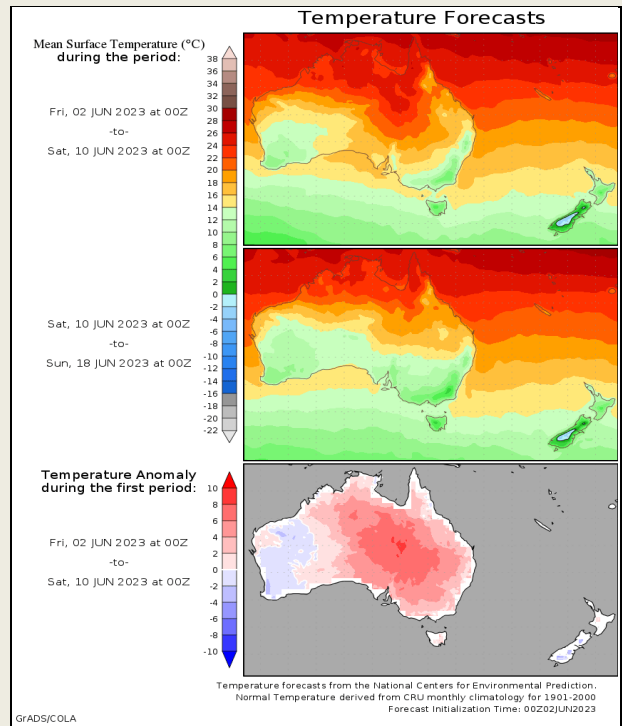 Temperature Forecasts
Mean Surface Temperature (°C)
during the period:
38
36
34
32
30
28
26
24
22
20
18
16
14
12
10
8
6
4
2
0
-2
-4
-6
-8
-10
-12
-14
-16
-18
-20
-22
Fri, 02 JUN 2023 at 00Z
-to-
Sat, 10 JUN 2023 at 00Z
Sat, 10 JUN 2023 at 00Z
-to-
Sun, 18 JUN 2023 at 00Z
Temperature Anomaly
during the first period:
10
8
6
4
2
0
-2
-4
-6
-8
-10
Fri, 02 JUN 2023 at 00Z
-to-
Sat, 10 JUN 2023 at 00Z
Temperature forecasts from the National Centers for Environmental Prediction.
Normal Temperature derived from CRU monthly climatology for 1901-2000
Forecast Initialization Time: 00Z02JUN2023
GrADS/COLA